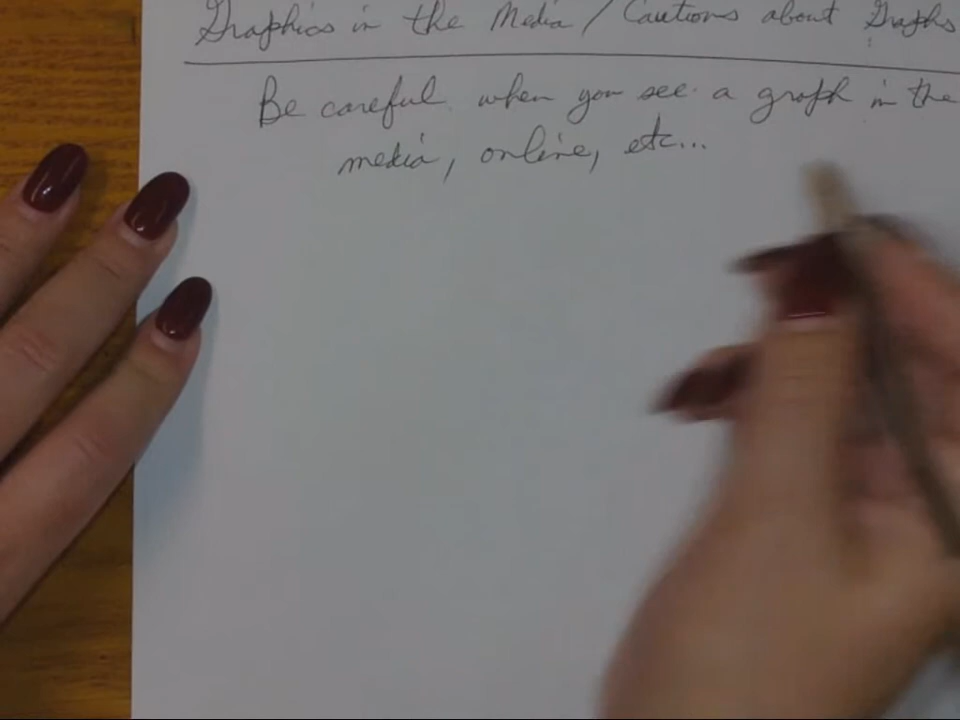 Graphics in the Media / Cautions about Graphs
Be careful when you see a graph in the
media, online, etc...